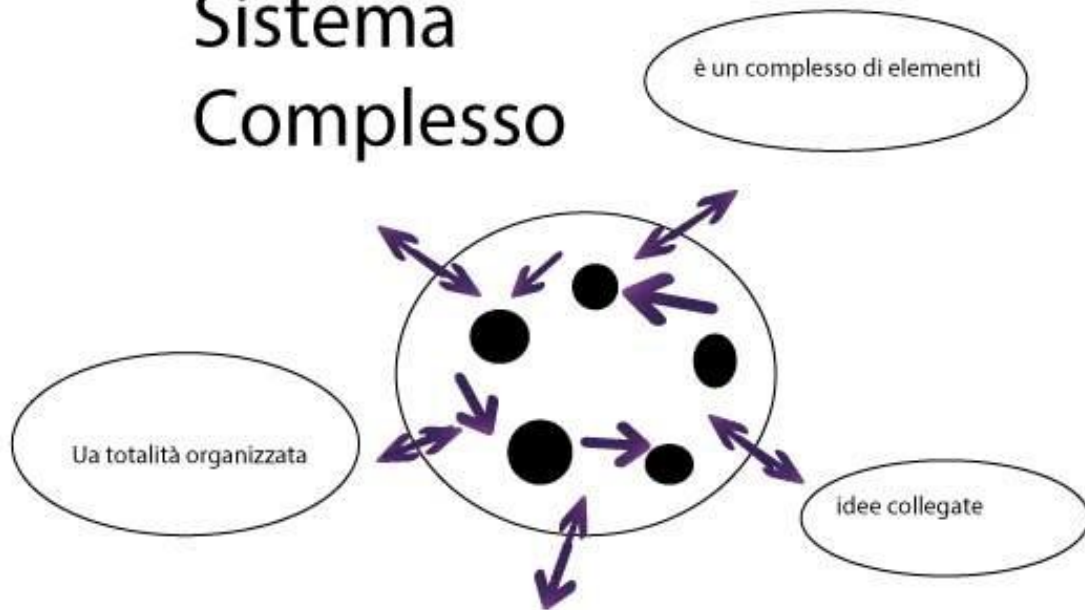 Sistema
Complesso
è un complesso di elementi
Ua totalità organizzata
idee collegate